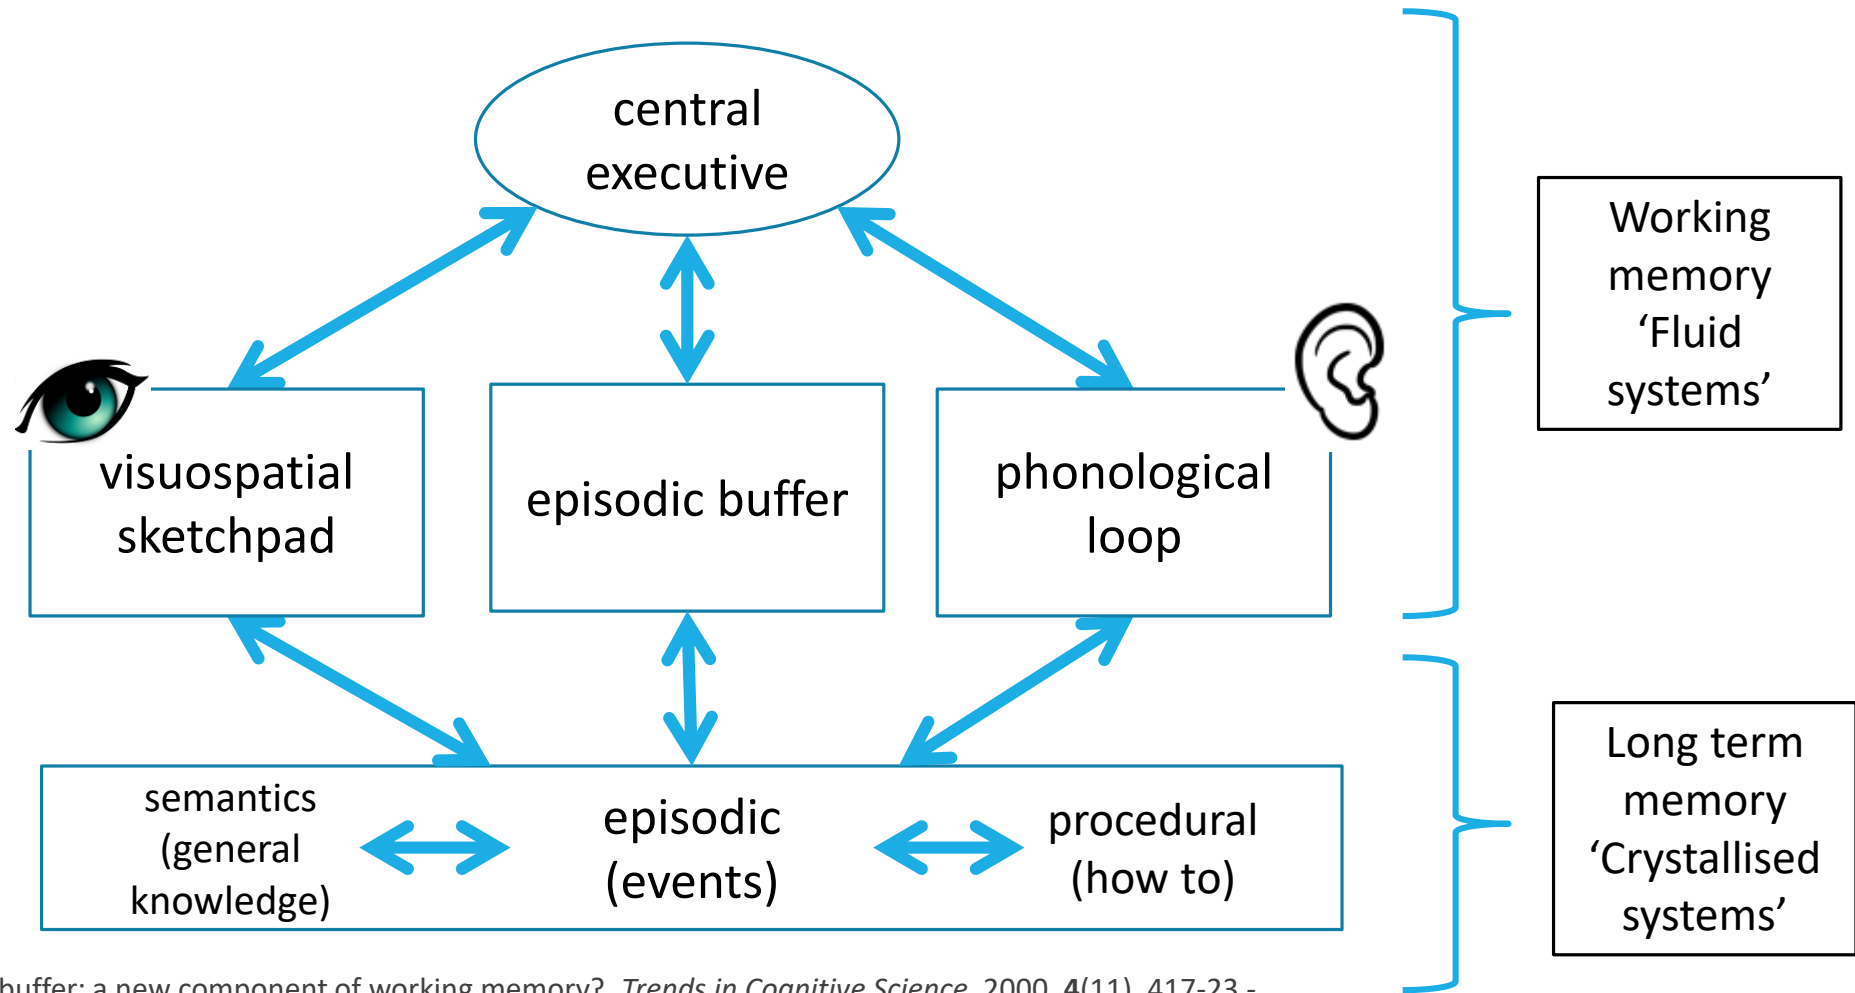 central
executive
Working
memory
‘Fluid
systems’
visuospatial
sketchpad
episodic buffer
phonological
loop
semantics
(general
knowledge)
episodic
(events)
procedural
(how to)
Long term
memory
‘Crystallised
systems’
buffer: a new component of working memory? Trends in Cognitive Science, 2000. 4(11), 417-23.-